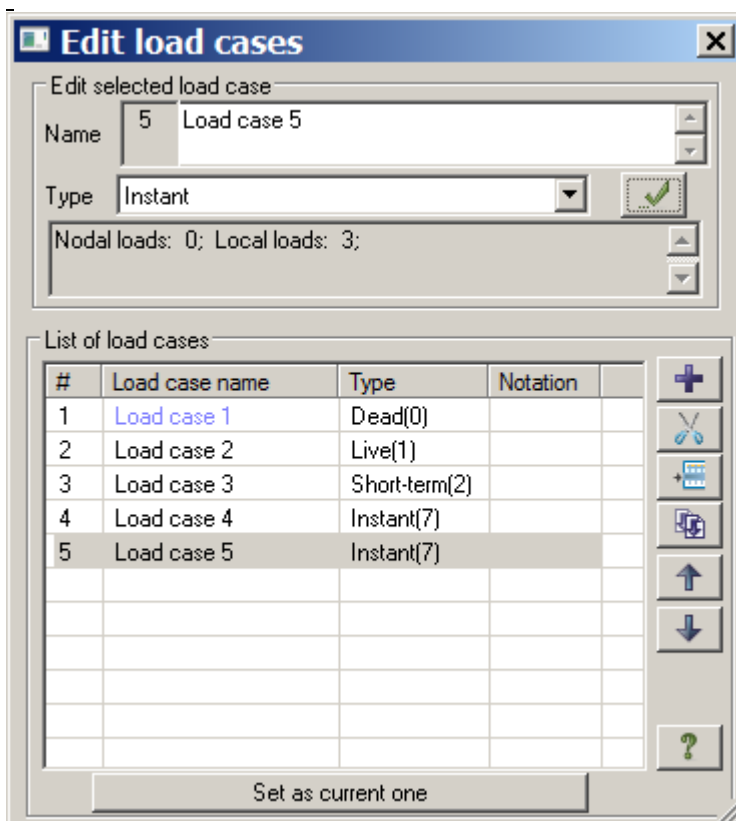 Edit load cases
Edit selected load case
Name 5 Load case 5
Type Instant
Nodal loads: 0; Local loads: 3;
List of load cases
# Load case name Type Notation
1 Load case 1 Dead(0)
2 Load case 2 Live(1)
3 Load case 3 Short-term(2)
4 Load case 4 Instant(7)
5 Load case 5 Instant(7)
?
Set as current one